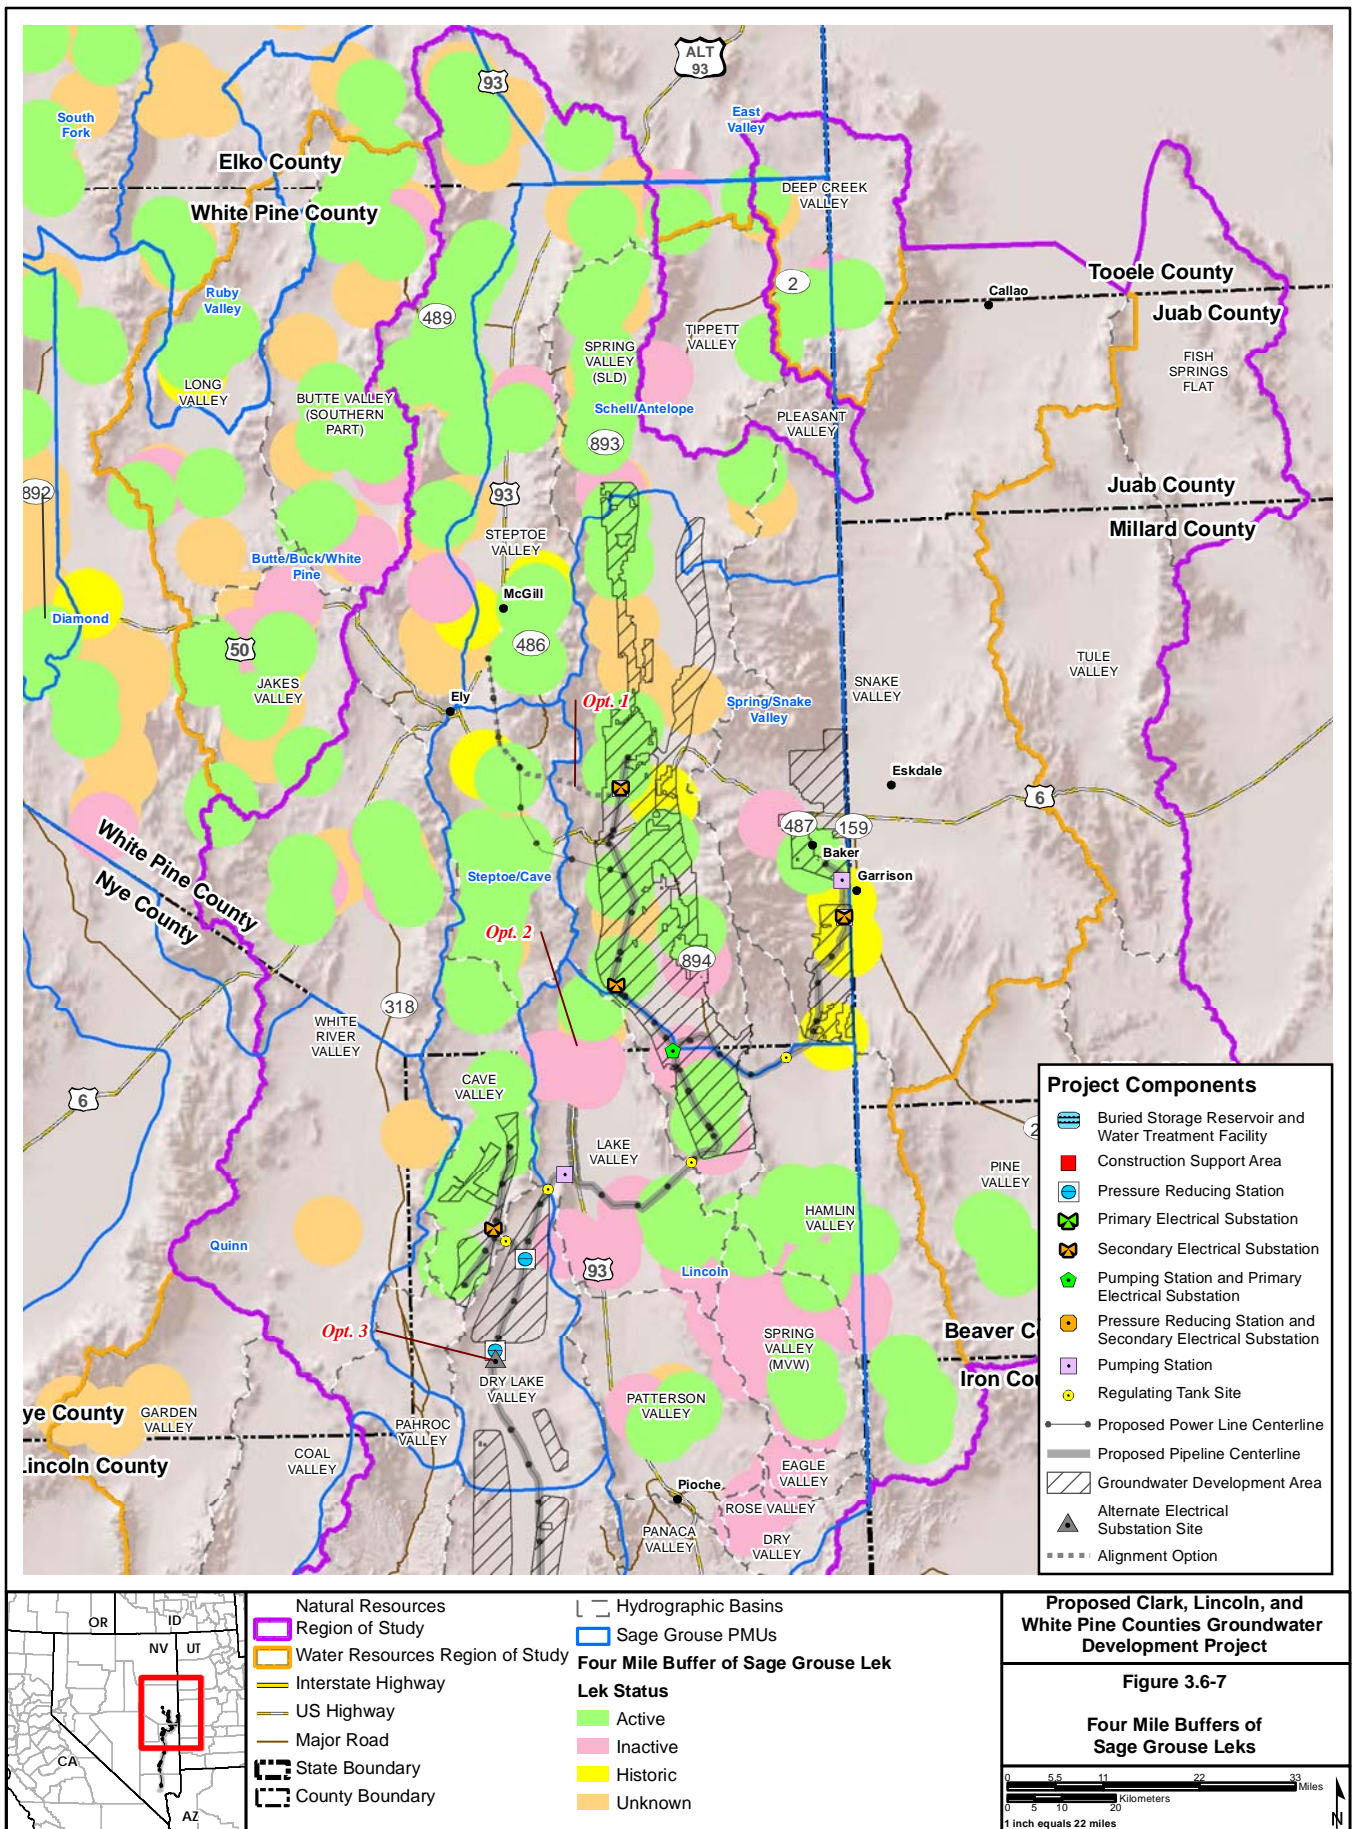 ALT
93
93
South
Fork
East
Valley
Elko County
White Pine County
DEEP CREEK
VALLEY
2
Tooele County
Callao
Juab County
Ruby
Valley
489
TIPPETT
VALLEY
SPRING
VALLEY
(SLD)
FISH
SPRINGS
FLAT
LONG
VALLEY
BUTTE VALLEY
(SOUTHERN
PART)
Schell/Antelope
PLEASANT
VALLEY
893
892
93
Juab County
Millard County
STEPTOE
VALLEY
Butte/Buck/White
Pine
McGill
Diamond
486
50
JAKES
VALLEY
TULE
VALLEY
SNAKE
VALLEY
Ely
Opt. 1
Spring/Snake
Valley
Eskdale
6
487
159
Baker
Garrison
White Pine County
Nye County
Steptoe/Cave
Opt. 2
894
318
WHITE
RIVER
VALLEY
CAVE
VALLEY
6
LAKE
VALLEY
2
PINE
VALLEY
HAMLIN
VALLEY
Quinn
93
Lincoln
Opt. 3
SPRING
VALLEY
(MVW)
Beaver Co
Iron Cou
DRY LAKE
VALLEY
PATTERSON
VALLEY
ye County
GARDEN
VALLEY
PAHROC
VALLEY
Lincoln County
COAL
VALLEY
EAGLE
VALLEY
Pioche
ROSE VALLEY
PANACA
VALLEY
DRY
VALLEY
Project Components
Buried Storage Reservoir and
Water Treatment Facility
Construction Support Area
Pressure Reducing Station
Primary Electrical Substation
Secondary Electrical Substation
Pumping Station and Primary
Electrical Substation
Pressure Reducing Station and
Secondary Electrical Substation
Pumping Station
Regulating Tank Site
Proposed Power Line Centerline
Proposed Pipeline Centerline
Groundwater Development Area
Alternate Electrical
Substation Site
Alignment Option
OR
ID
NV
UT
CA
AZ
Natural Resources
Region of Study
Water Resources Region of Study
Interstate Highway
US Highway
Major Road
State Boundary
County Boundary
Hydrographic Basins
Sage Grouse PMUs
Four Mile Buffer of Sage Grouse Lek
Lek Status
Active
Inactive
Historic
Unknown
Proposed Clark, Lincoln, and
White Pine Counties Groundwater
Development Project
Figure 3.6-7
Four Mile Buffers of
Sage Grouse Leks
0 5.5 11 22 33
Miles
Kilometers
0 5 10 20
1 inch equals 22 miles
N